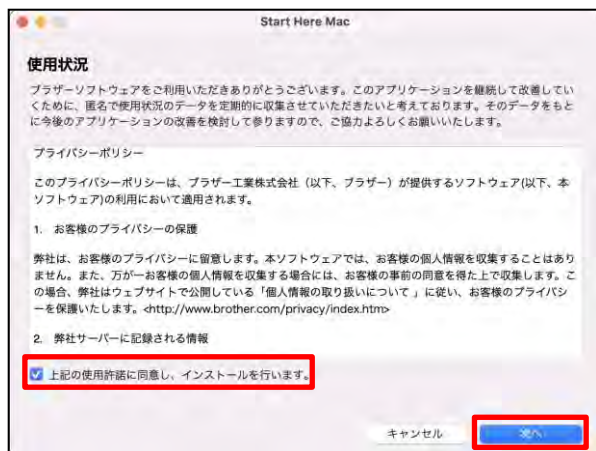 Start Here Mac
使用状況
ブラザーソフトウェアをご利用いただきありがとうございます。このアプリケーションを継続して改善してい
くために、匿名で使用状況のデータを定期的に収集させていただきたいと考えております。そのデータをもと
に今後のアプリケーションの改善を検討して参りますので、ご協力よろしくお願いいたします。
プライバシーポリシー
このプライバシーポリシーは、ブラザー工業株式会社（以下、ブラザー）が提供するソフトウェア(以下、本
ソフトウェア)の利用において適用されます。
1. お客様のプライバシーの保護
弊社は、お客様のプライバシーに留意します。本ソフトウェアでは、お客様の個人情報を収集することはあり
ません。また、万が一お客様の個人情報を収集する場合には、お客様の事前の同意を得た上で収集します。こ
の場合、弊社はウェブサイトで公開している「個人情報の取り扱いについて 」に従い、お客様のプライバシ
ーを保護いたします。<http://www.brother.com/privacy/index.htm>
2. 弊社サーバーに記録される情報
上記の使用許諾に同意し、インストールを行います。
キャンセル 次へ